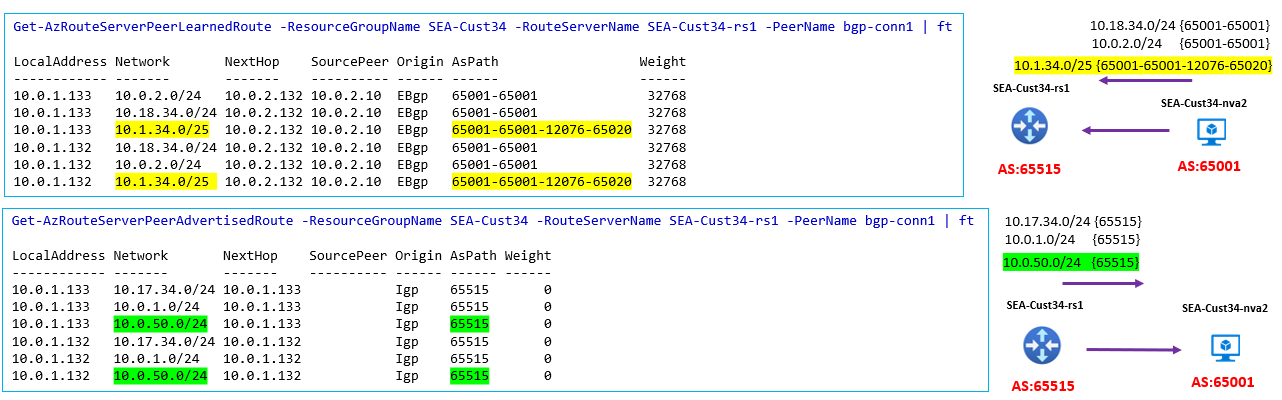 Get-AzRouteServerPeerLearnedRoute -ResourceGroupName SEA-Cust34 -RouteServerName SEA-Cust34-rs1 -PeerName bgp-conn1 | ft
LocalAddress Network NextHop SourcePeer Origin AsPath Weight
------------ ------- ------- ---------- ------ ------ ------
10.0.1.133 10.0.2.0/24 10.0.2.132 10.0.2.10 EBgp 65001-65001 32768
10.0.1.133 10.18.34.0/24 10.0.2.132 10.0.2.10 EBgp 65001-65001 32768
10.0.1.133 10.1.34.0/25 10.0.2.132 10.0.2.10 EBgp 65001-65001-12076-65020 32768
10.0.1.132 10.18.34.0/24 10.0.2.132 10.0.2.10 EBgp 65001-65001 32768
10.0.1.132 10.0.2.0/24 10.0.2.132 10.0.2.10 EBgp 65001-65001 32768
10.0.1.132 10.1.34.0/25 10.0.2.132 10.0.2.10 EBgp 65001-65001-12076-65020 32768
10.18.34.0/24 {65001-65001}
10.0.2.0/24 {65001-65001}
10.1.34.0/25 {65001-65001-12076-65020}
SEA-Cust34-rs1
SEA-Cust34-nva2
AS:65515
AS:65001
Get-AzRouteServerPeerAdvertisedRoute -ResourceGroupName SEA-Cust34 -RouteServerName SEA-Cust34-rs1 -PeerName bgp-conn1 | ft
LocalAddress Network NextHop SourcePeer Origin AsPath Weight
------------ ------- ------- ---------- ------ ------ ------
10.0.1.133 10.17.34.0/24 10.0.1.133 Igp 65515 0
10.0.1.133 10.0.1.0/24 10.0.1.133 Igp 65515 0
10.0.1.133 10.0.50.0/24 10.0.1.133 Igp 65515 0
10.0.1.132 10.17.34.0/24 10.0.1.132 Igp 65515 0
10.0.1.132 10.0.1.0/24 10.0.1.132 Igp 65515 0
10.0.1.132 10.0.50.0/24 10.0.1.132 Igp 65515 0
10.17.34.0/24 {65515}
10.0.1.0/24 {65515}
10.0.50.0/24 {65515}
SEA-Cust34-rs1
SEA-Cust34-nva2
AS:65515
AS:65001